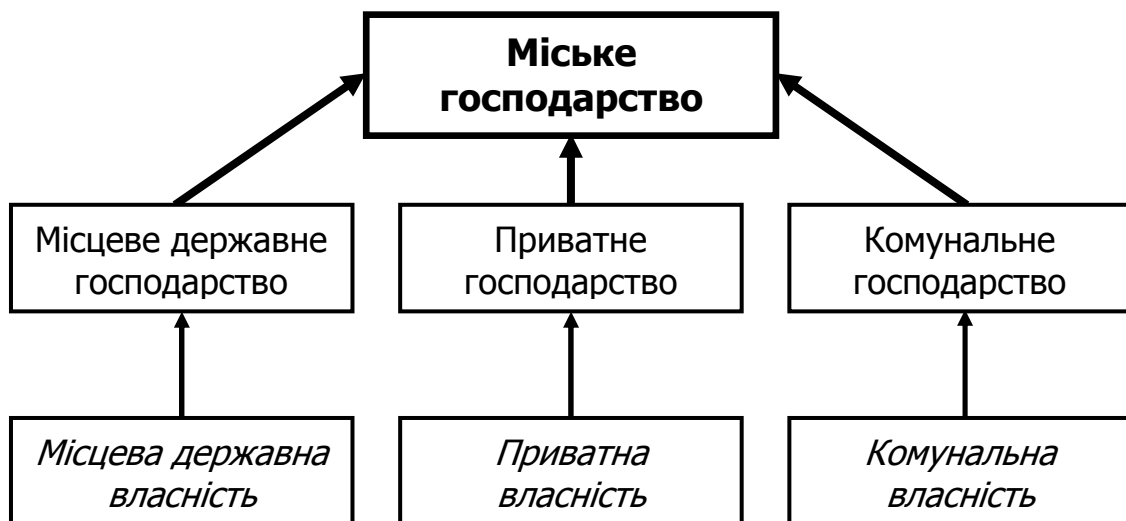 Міське
господарство
Місцеве державне
господарство
Приватне
господарство
Комунальне
господарство
Місцева державна
власність
Приватна
власність
Комунальна
власність